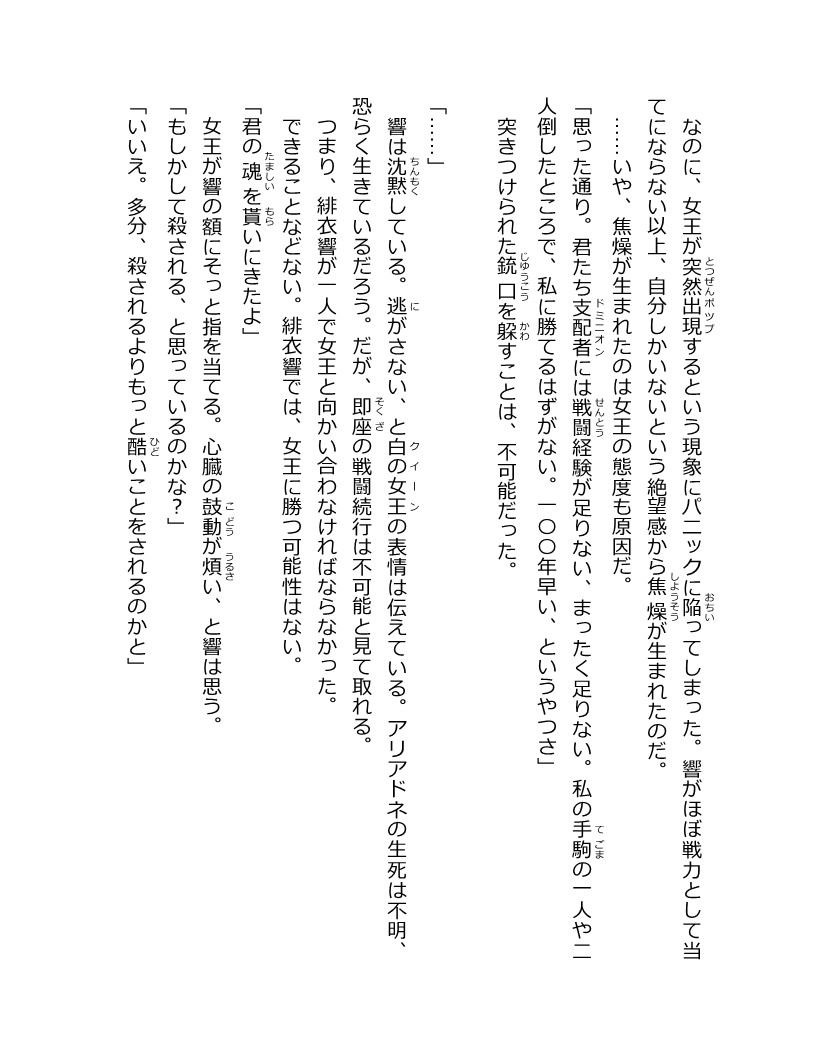 なのに、女王が突然出現するという現象にパニックに陥ってしまった。響がほぼ戦力として当
てにならない以上、自分しかいないという絶望感から焦燥が生まれたのだ。
……いや、焦燥が生まれたのは女王の態度も原因だ。
「思った通り。君たち支配者には戦闘経験が足りない、まったく足りない。私の手駒の一人や二
人倒したところで、私に勝てるはずがない。一〇〇年早い、というやつさ」
突きつけられた銃口を躱すことは、不可能だった。
「……」
響は沈黙している。逃がさない、と白の女王の表情は伝えている。アリアドネの生死は不明、
恐らく生きているだろう。だが、即座の戦闘続行は不可能と見て取れる。
つまり、緋衣響が一人で女王と向かい合わなければならなかった。
できることなどない。緋衣響では、女王に勝つ可能性はない。
「君の魂を貰いにきたよ」
女王が響の額にそっと指を当てる。心臓の鼓動が煩い、と響は思う。
「もしかして殺される、と思っているのかな？」
「いいえ。多分、殺されるよりもっと酷いことをされるのかと」